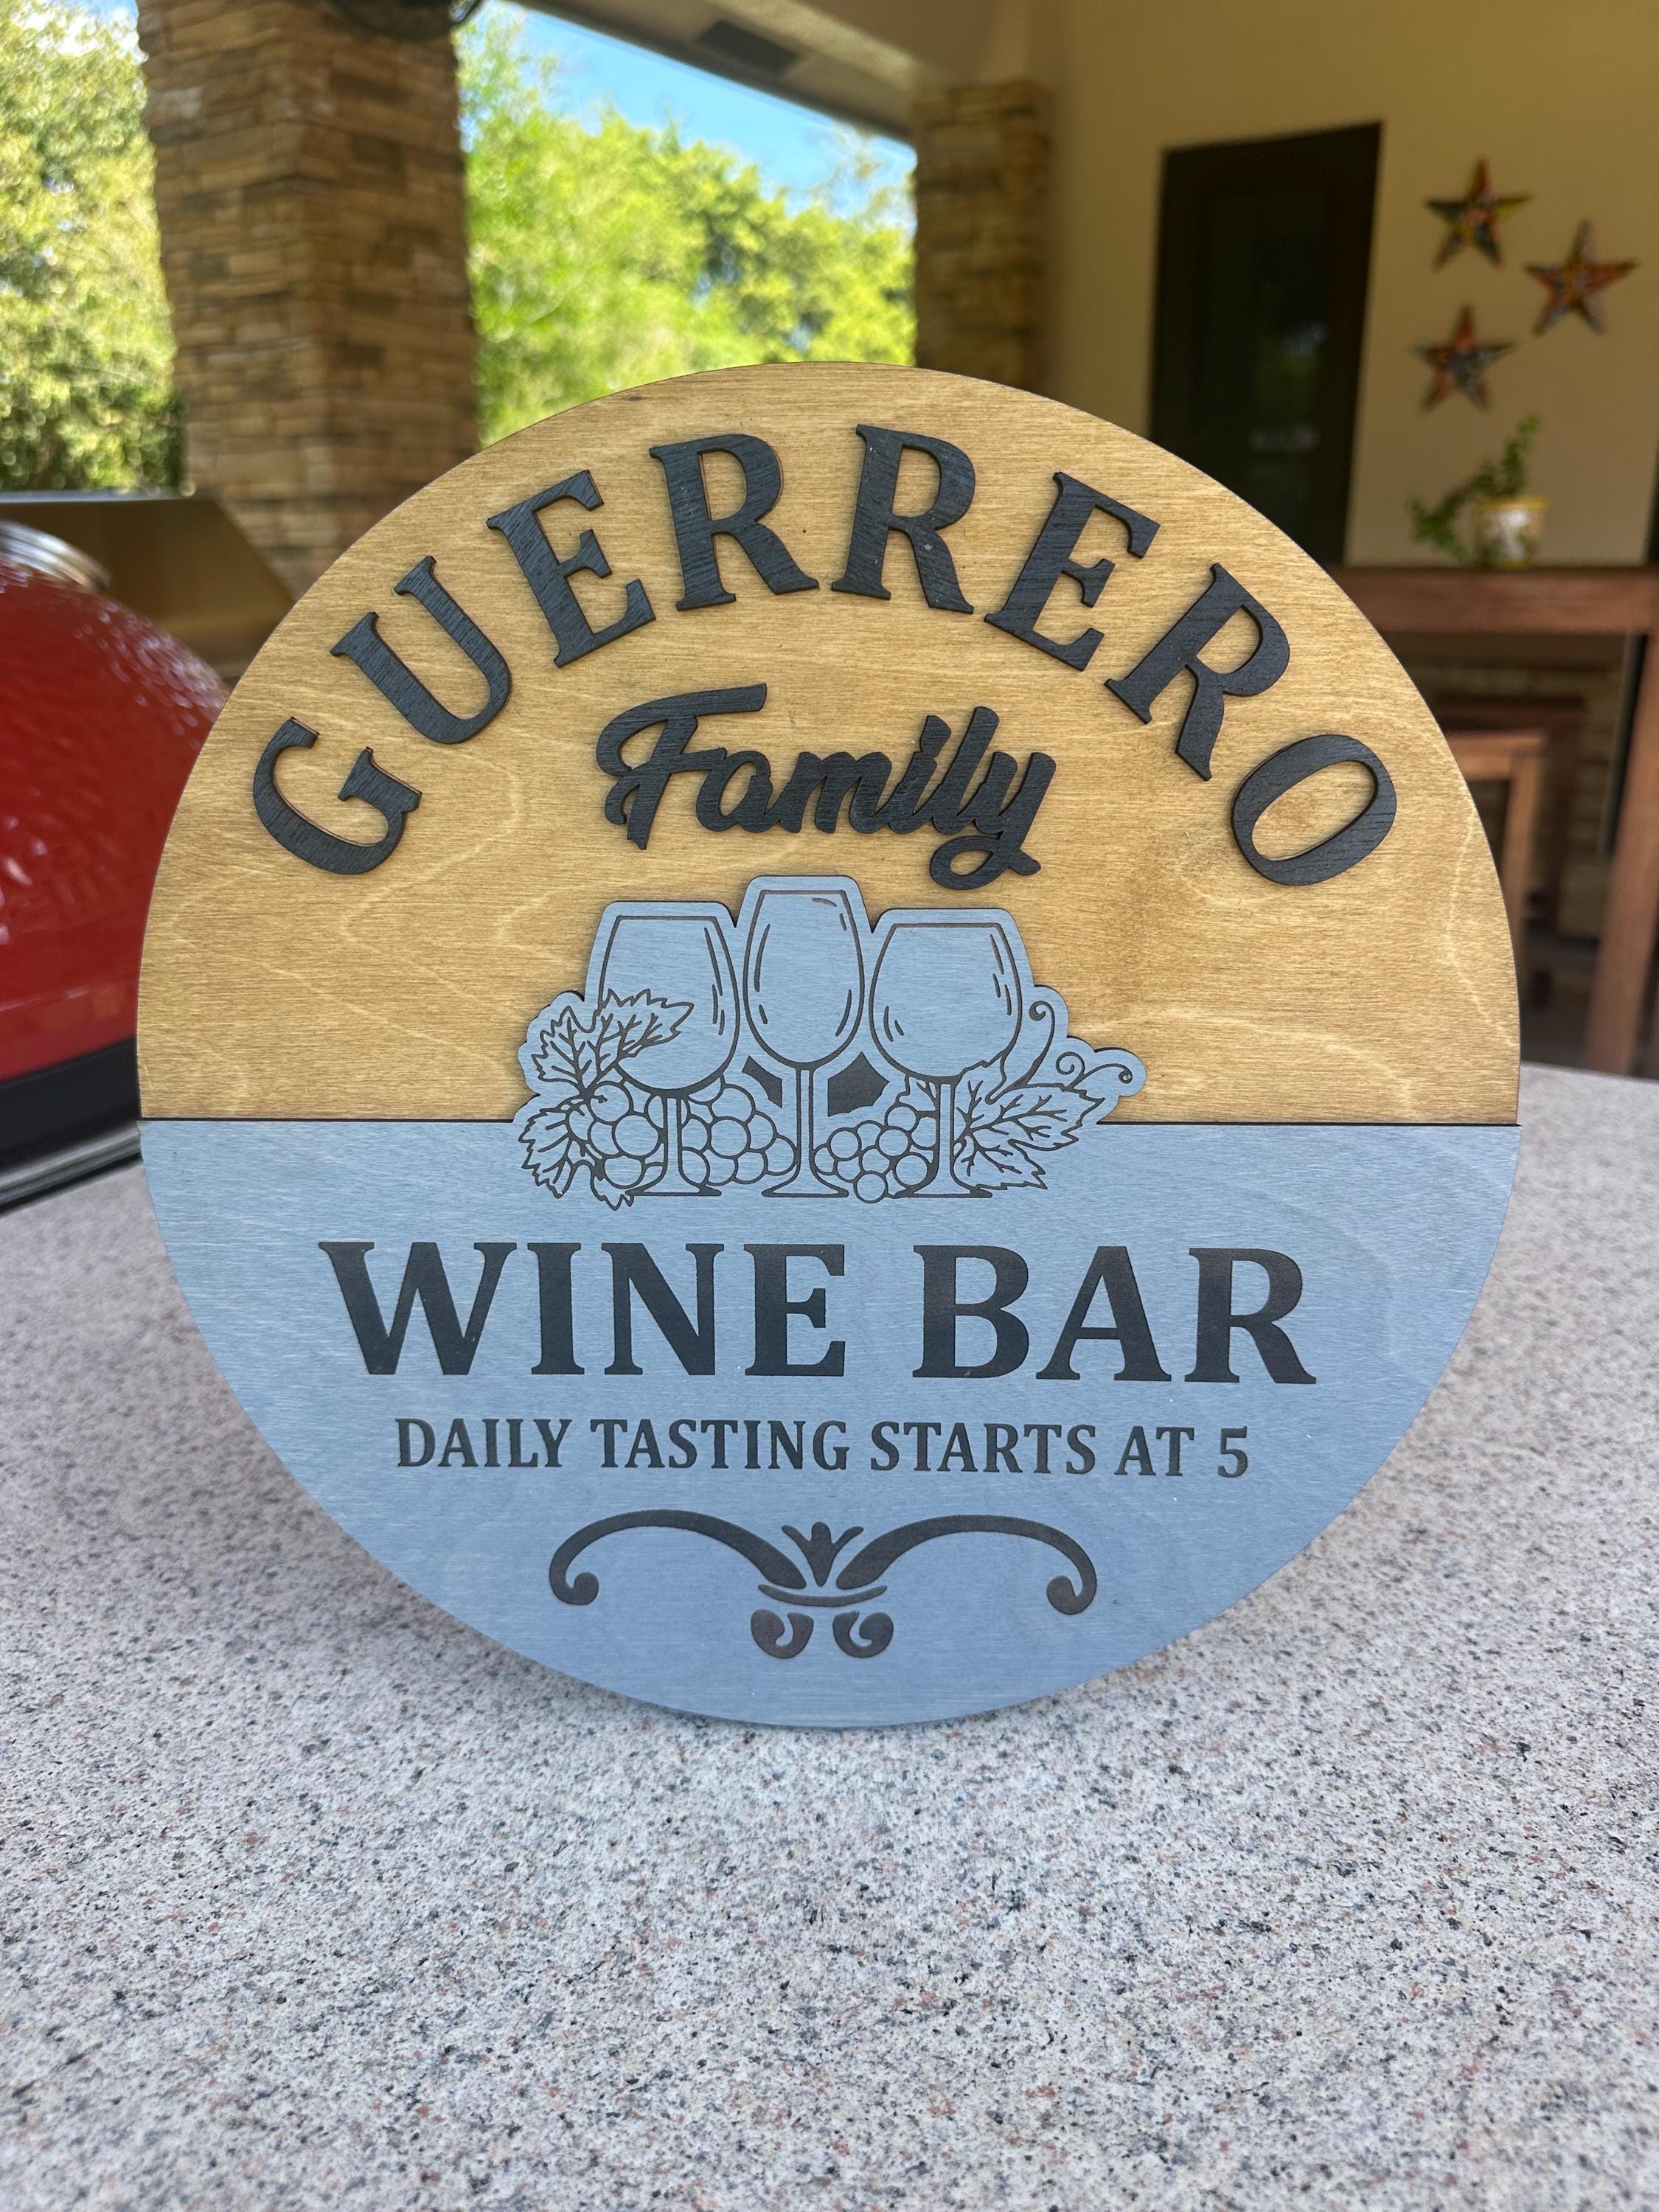 GUERRERO
Family
WINE BAR
DAILY TASTING STARTS AT 5